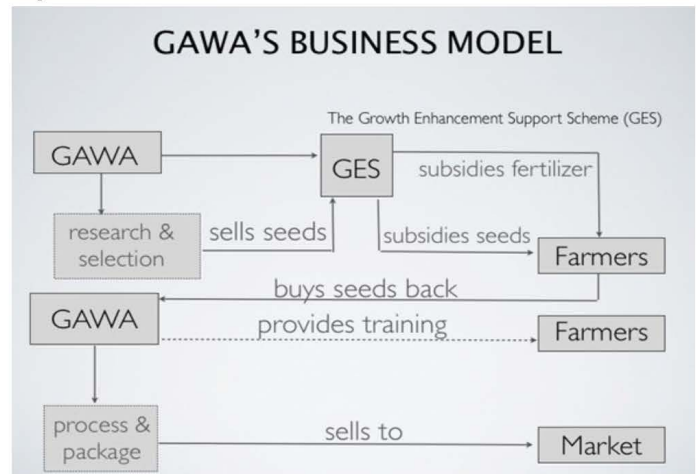 GAWA'S BUSINESS MODEL
The Growth Enhancement Support Scheme (GES)
GAWA
GES
subsidies fertilizer
research &
selection
sells seeds
subsidies seeds
Farmers
buys seeds back
GAWA
provides training
Farmers
process &
package
sells to
Market